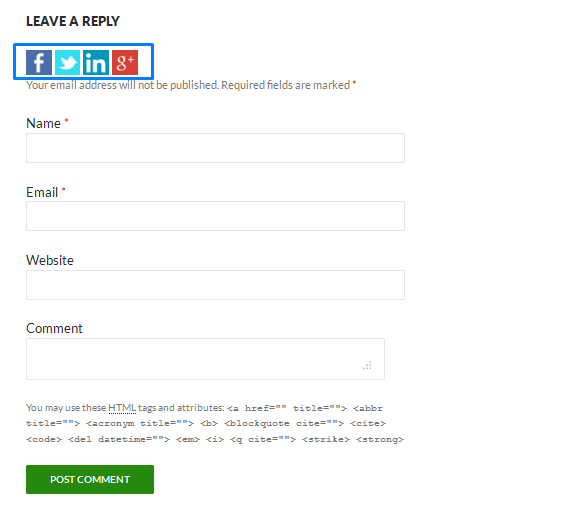 LEAVE A REPLY
f in g+
Your email address will not be published. Required fields are marked *
Name *
Email *
Website
Comment
You may use these HTML tags and attributes: <a href="" title=""> <abbr
title=""> <acronym title=""> <b> <blockquote cite=""> <cite>
<code> <del datetime=""> <em> <i> <q cite=""> <strike> <strong>
POST COMMENT